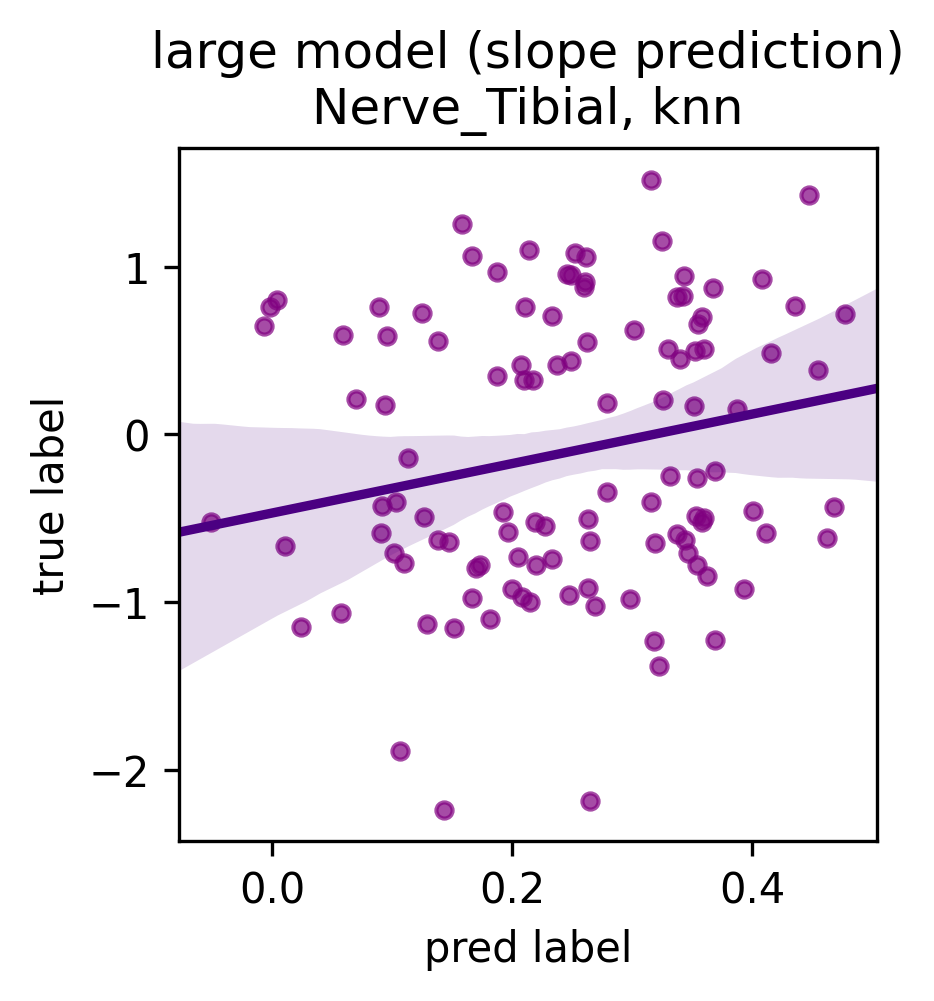 large model (slope prediction)
Nerve_Tibial, knn
1
0
−1
−2
true label
0.0 0.2 0.4
pred label